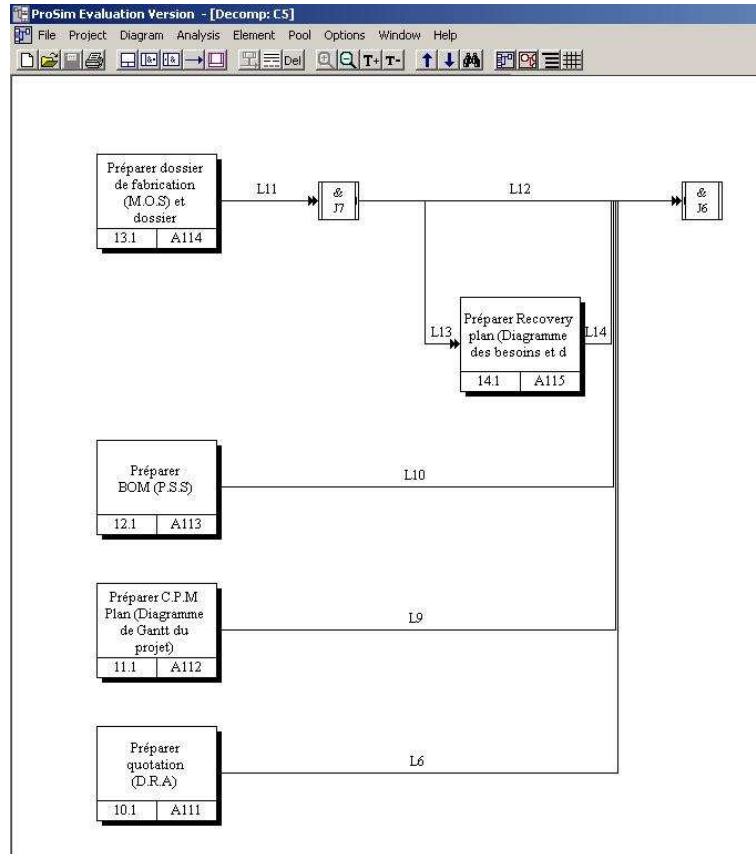 ProSim Evaluation Version - [Decomp: C5]
File Project Diagram Analysis Element Pool Options Window Help
Del T+ T-
Préparer dossier
de fabrication
(M.O.S) et
dossier
13.1 A114
L11
&
J7
L12
&
J6
L13
Préparer Recovery
plan (Diagramme
des besoins et d
14.1 A115
L14
Préparer
BOM (P.S.S)
12.1 A113
L10
Préparer C.P.M
Plan (Diagramme
de Gantt du
projet)
11.1 A112
L9
Préparer
quotation
(D.R.A)
10.1 A111
L6